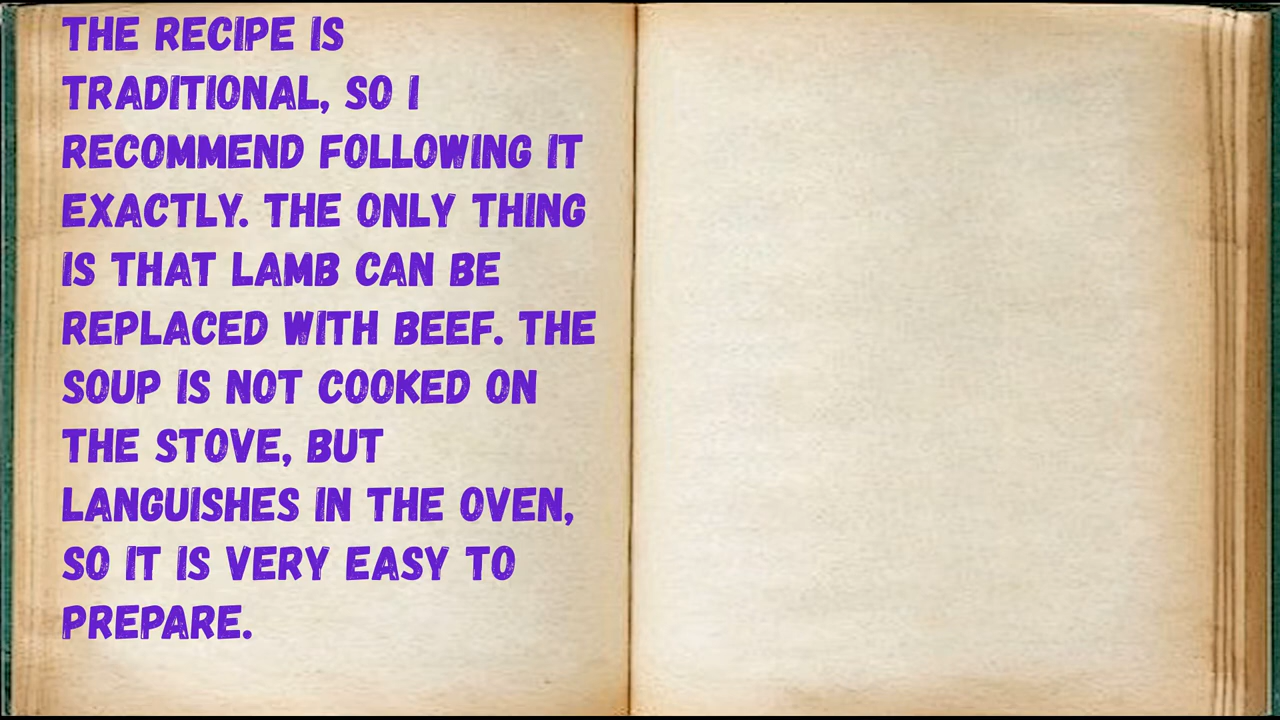 THE RECIPE IS
TRADITIONAL, SO I
RECOMMEND FOLLOWING IT
EXACTLY. THE ONLY THING
IS THAT LAMB CAN BE
REPLACED WITH BEEF. THE
SOUP IS NOT COOKED ON
THE STOVE, BUT
LANGUISHES IN THE OVEN,
SO IT IS VERY EASY TO
PREPARE.